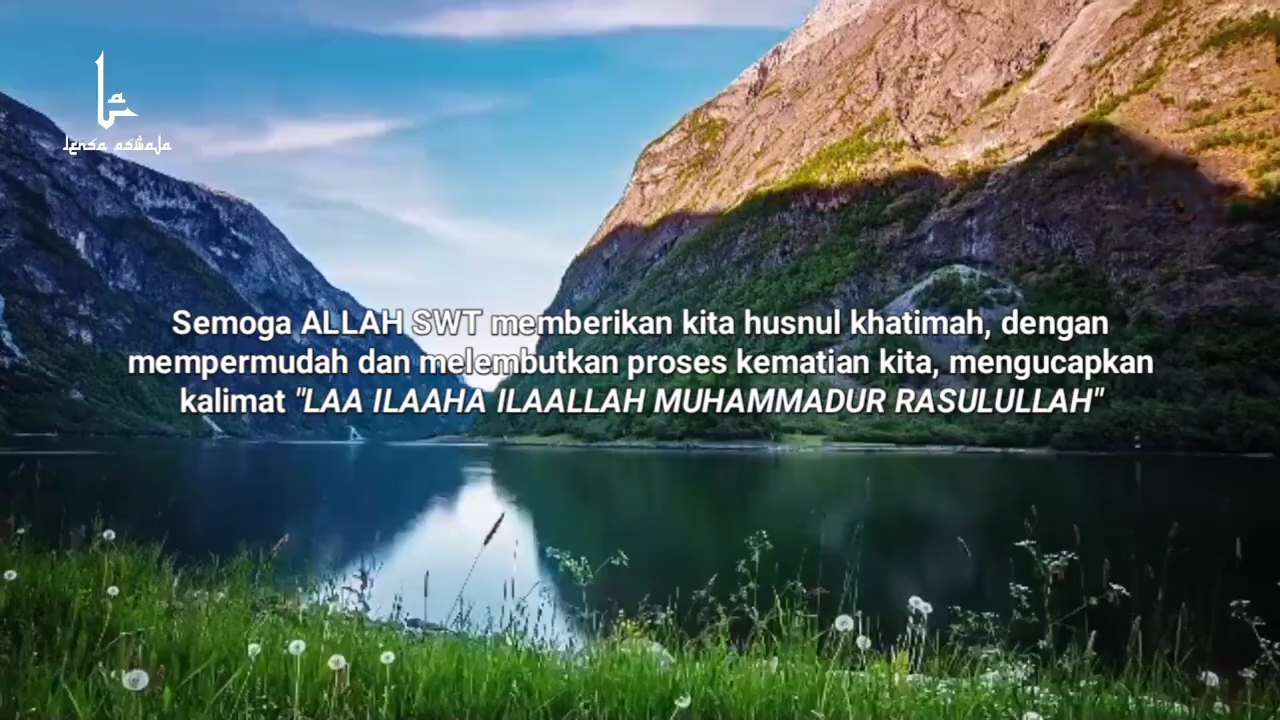 lensa aswaja
Semoga ALLAH SWT memberikan kita husnul khatimah, dengan
mempermudah dan melembutkan proses kematian kita, mengucapkan
kalimat "LAA ILAAHA ILAALLAH MUHAMMADUR RASULULLAH"